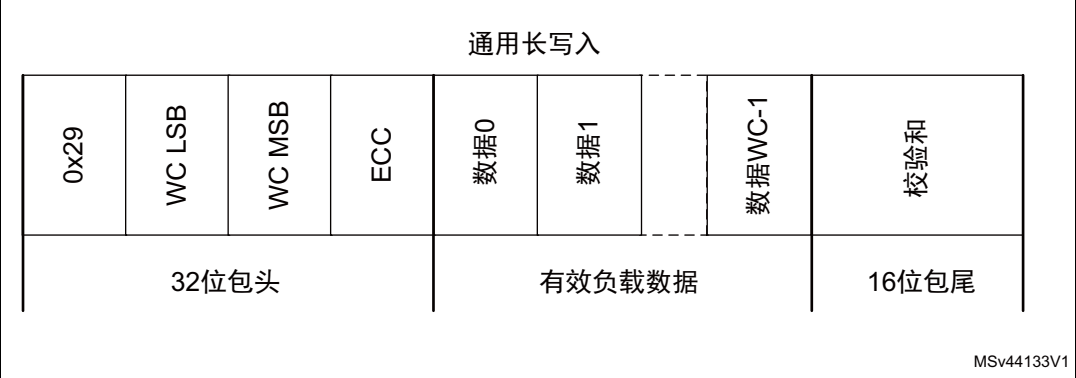 通用长写入
0x29
WC LSB
WC MSB
ECC
数据0
数据1
数据WC-1
校验和
32位包头
有效负载数据
16位包尾
MSv44133V1